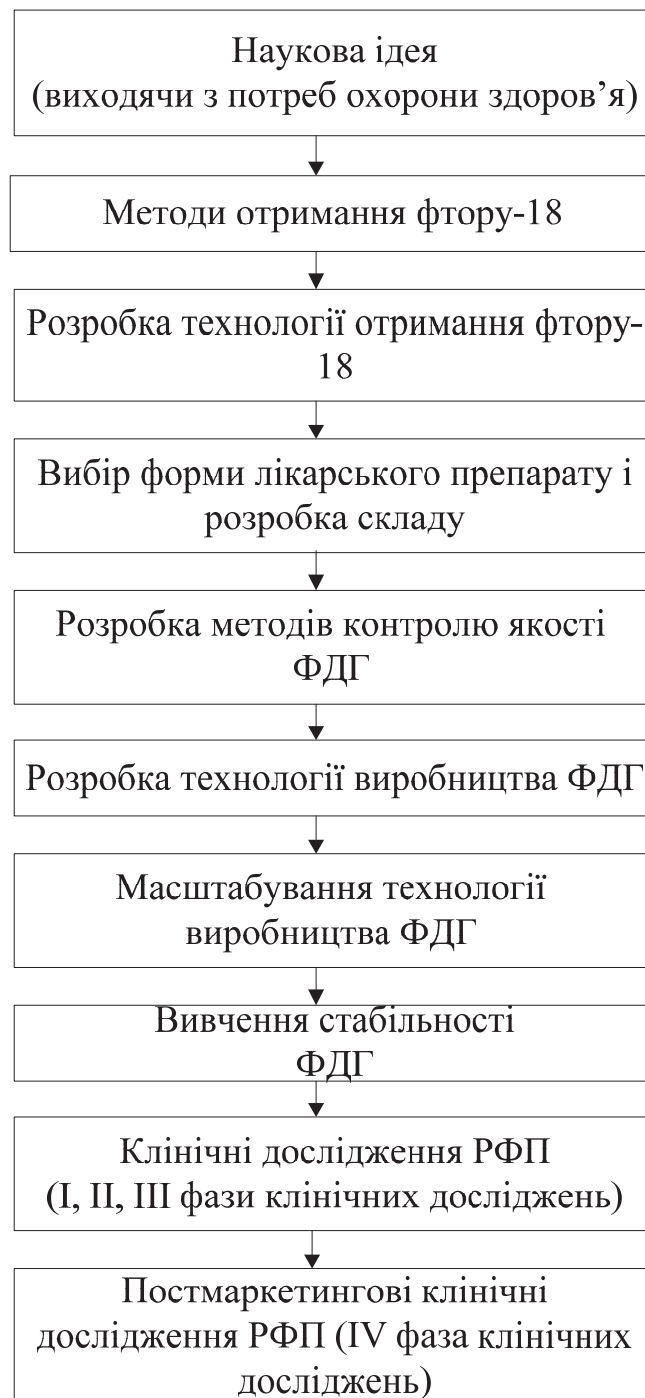 Наукова ідея
(виходячи з потреб охорони здоров’я)
Методи отримання фтору-18
Розробка технології отримання фтору-
18
Вибір форми лікарського препарату і
розробка складу
Розробка методів контролю якості
ФДГ
Розробка технології виробництва ФДГ
Масштабування технології
виробництва ФДГ
Вивчення стабільності
ФДГ
Клінічні дослідження РФП
(I, II, III фази клінічних досліджень)
Постмаркетингові клінічні
дослідження РФП (IV фаза клінічних
досліджень)